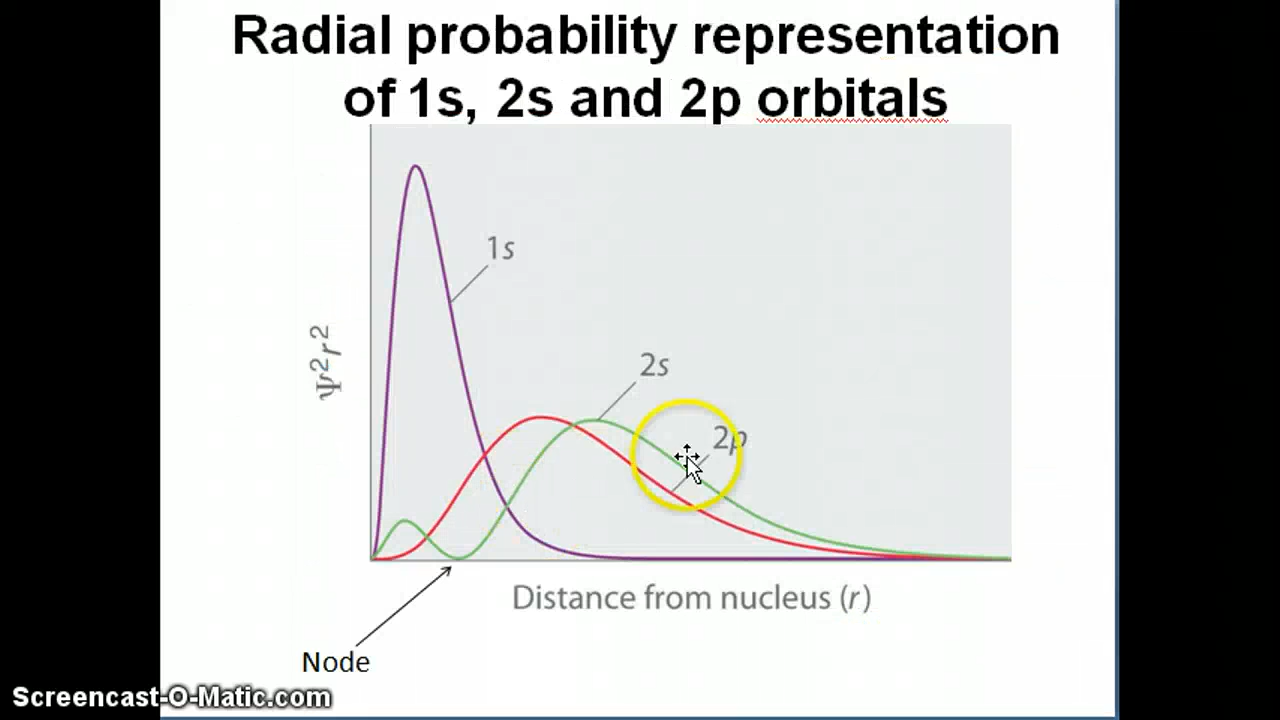 Radial probability representation
of 1s, 2s and 2p orbitals
1s
2s
2p
Ψ²r²
Distance from nucleus (r)
Node
Screencast-O-Matic.com